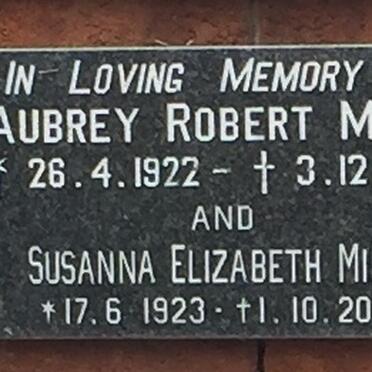 IN LOVING MEMORY
AUBREY ROBERT M
* 26.4.1922 - † 3.12
AND
SUSANNA ELIZABETH MI
*17.6 1923 - †1.10.20